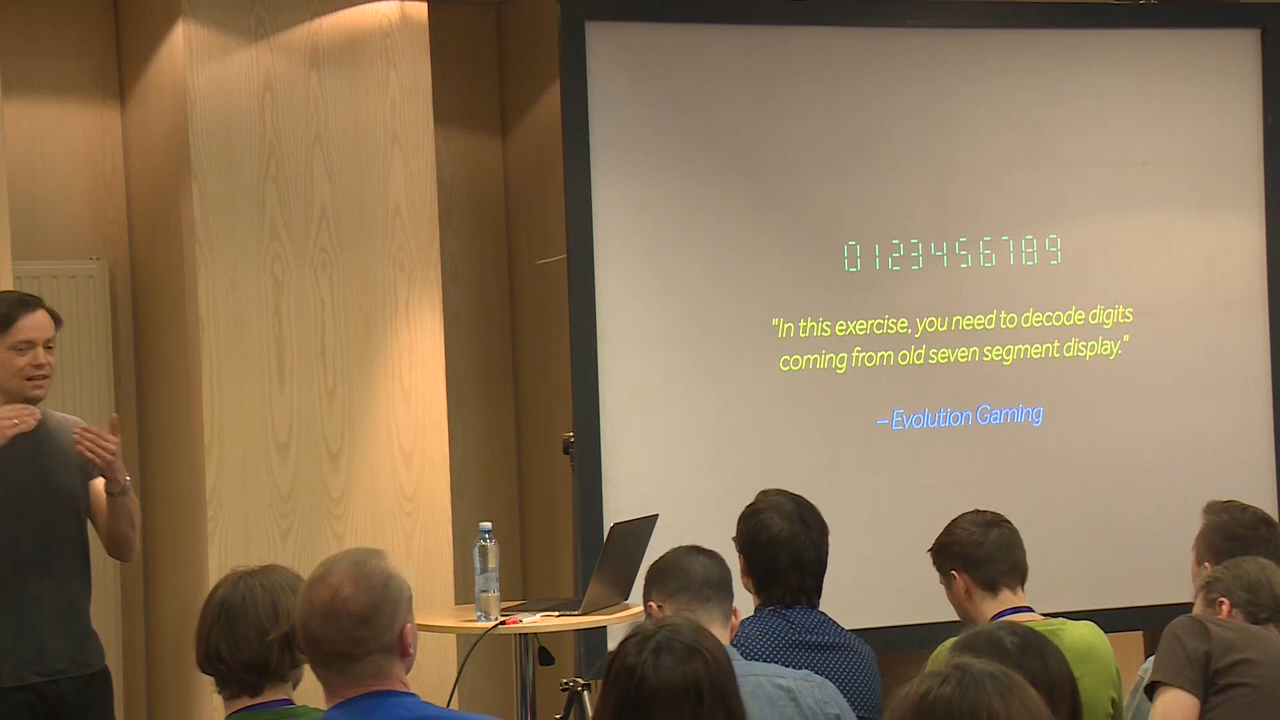 0123456789
"In this exercise, you need to decode digits
coming from old seven segment display."
– Evolution Gaming